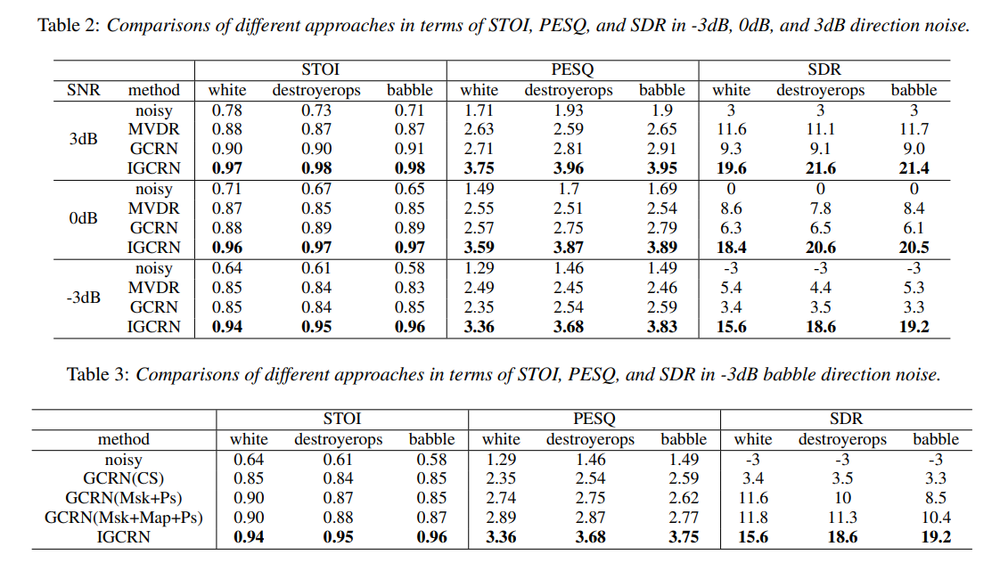 Table 2: Comparisons of different approaches in terms of STOI, PESQ, and SDR in -3dB, 0dB, and 3dB direction noise.
STOI PESQ SDR
SNR method white destroyerops babble white destroyerops babble white destroyerops babble
3dB noisy 0.78 0.73 0.71 1.71 1.93 1.9 3 3 3
MVDR 0.88 0.87 0.87 2.63 2.59 2.65 11.6 11.1 11.7
GCRN 0.90 0.90 0.91 2.71 2.81 2.91 9.3 9.1 9.0
IGCRN 0.97 0.98 0.98 3.75 3.96 3.95 19.6 21.6 21.4
0dB noisy 0.71 0.67 0.65 1.49 1.7 1.69 0 0 0
MVDR 0.87 0.85 0.85 2.55 2.51 2.54 8.6 7.8 8.4
GCRN 0.88 0.89 0.89 2.57 2.75 2.79 6.3 6.5 6.1
IGCRN 0.96 0.97 0.97 3.59 3.87 3.89 18.4 20.6 20.5
-3dB noisy 0.64 0.61 0.58 1.29 1.46 1.49 -3 -3 -3
MVDR 0.85 0.84 0.83 2.49 2.45 2.46 5.4 4.4 5.3
GCRN 0.85 0.84 0.85 2.35 2.54 2.59 3.4 3.5 3.3
IGCRN 0.94 0.95 0.96 3.36 3.68 3.83 15.6 18.6 19.2
Table 3: Comparisons of different approaches in terms of STOI, PESQ, and SDR in -3dB babble direction noise.
STOI PESQ SDR
method white destroyerops babble white destroyerops babble white destroyerops babble
noisy 0.64 0.61 0.58 1.29 1.46 1.49 -3 -3 -3
GCRN(CS) 0.85 0.84 0.85 2.35 2.54 2.59 3.4 3.5 3.3
GCRN(Msk+Ps) 0.90 0.87 0.85 2.74 2.75 2.62 11.6 10 8.5
GCRN(Msk+Map+Ps) 0.90 0.88 0.87 2.89 2.87 2.77 11.8 11.3 10.4
IGCRN 0.94 0.95 0.96 3.36 3.68 3.75 15.6 18.6 19.2